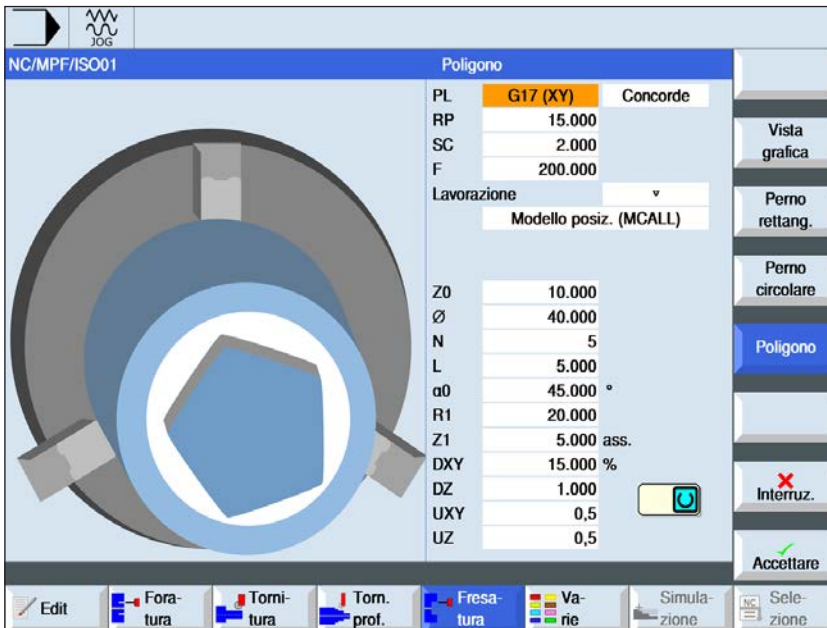 JOG
NC/MPF/ISO01
Poligono
PL G17 (XY) Concorde
RP 15.000
SC 2.000
F 200.000
Lavorazione ▿
Modello posiz. (MCALL)
Z0 10.000
Ø 40.000
N 5
L 5.000
α0 45.000 °
R1 20.000
Z1 5.000 ass.
DXY 15.000 %
DZ 1.000
UXY 0,5
UZ 0,5
Vista
grafica
Perno
rettang.
Perno
circolare
Poligono
Interruz.
Accettare
Edit
Fora-
tura
Torni-
tura
Torn.
prof.
Fresa-
tura
Va-
rie
Simula-
zione
NC
Sele-
zione